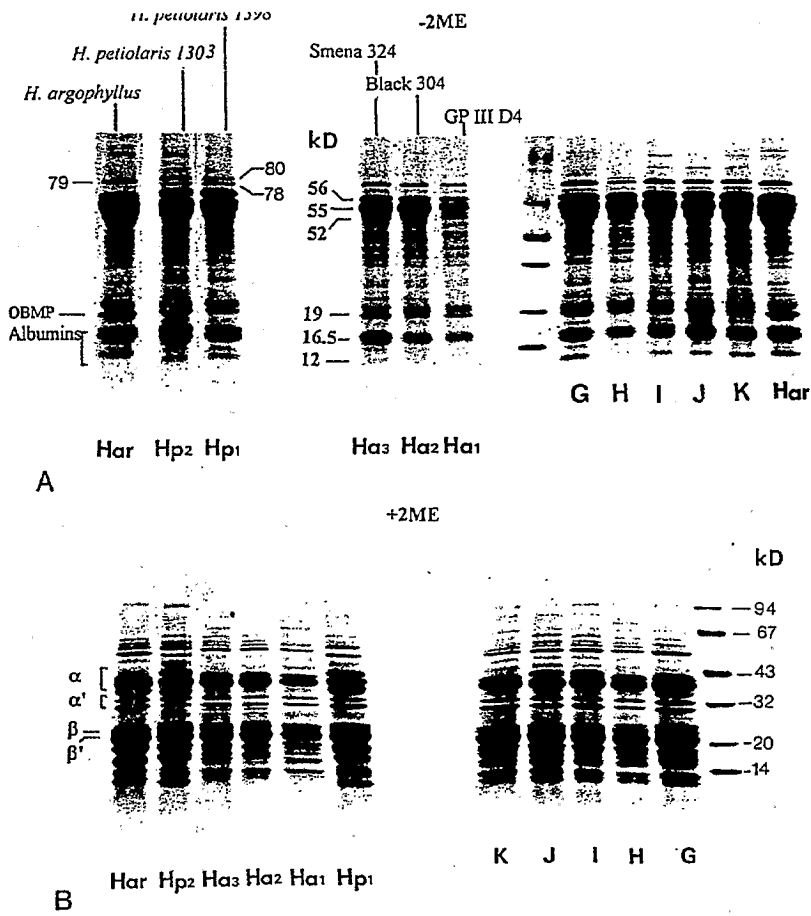 H. petiolaris 1398
-2ME
H. petiolaris 1303
Smena 324
Black 304
H. argophyllus
GP III D4
kD
79
80
78
56
55
52
OBMP
Albumins
19
16.5
12
G H I J K Har
Har Hp2 Hp1
Ha3 Ha2 Ha1
A
+2ME
kD
94
67
α
43
α'
32
β
β'
20
14
K J I H G
Har Hp2 Ha3 Ha2 Ha1 Hp1
B